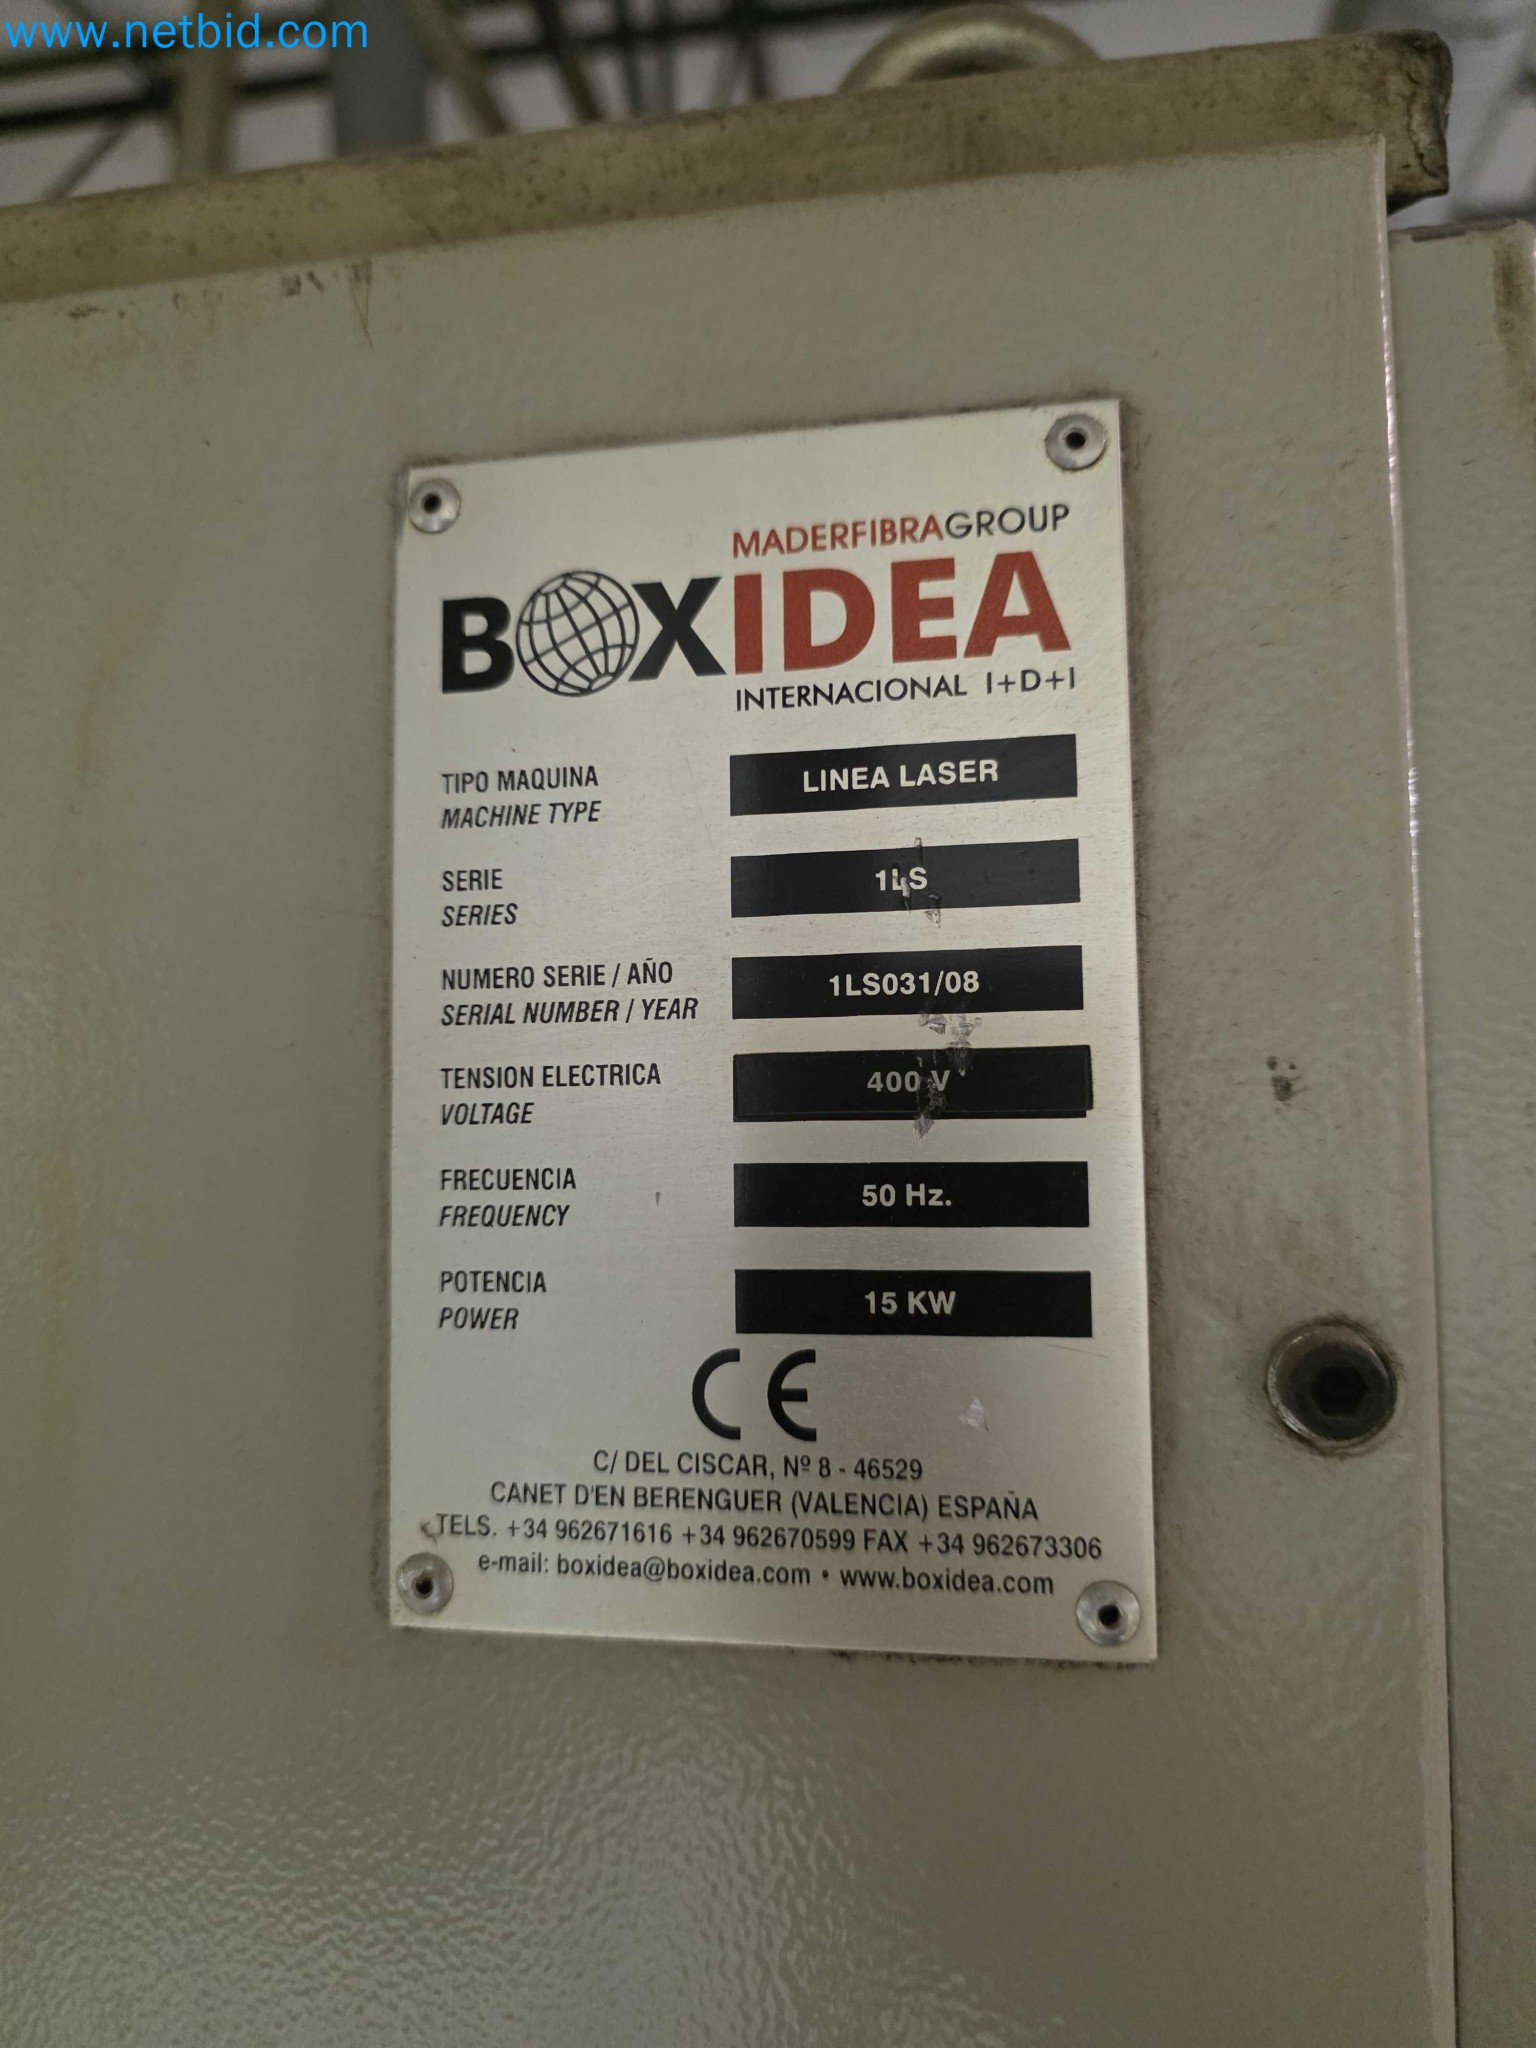 www.netbid.com
MADERFIBRAGROUP
BOXIDEA
INTERNACIONAL I+D+I
TIPO MAQUINA
MACHINE TYPE
LINEA LASER
SERIE
SERIES
1LS
NUMERO SERIE / AÑO
SERIAL NUMBER / YEAR
1LS031/08
TENSION ELECTRICA
VOLTAGE
400 V
FRECUENCIA
FREQUENCY
50 Hz.
POTENCIA
POWER
15 KW
CE
C/ DEL CISCAR, Nº 8 - 46529
CANET D'EN BERENGUER (VALENCIA) ESPAÑA
TELS. +34 962671616 +34 962670599 FAX +34 962673306
e-mail: boxidea@boxidea.com • www.boxidea.com